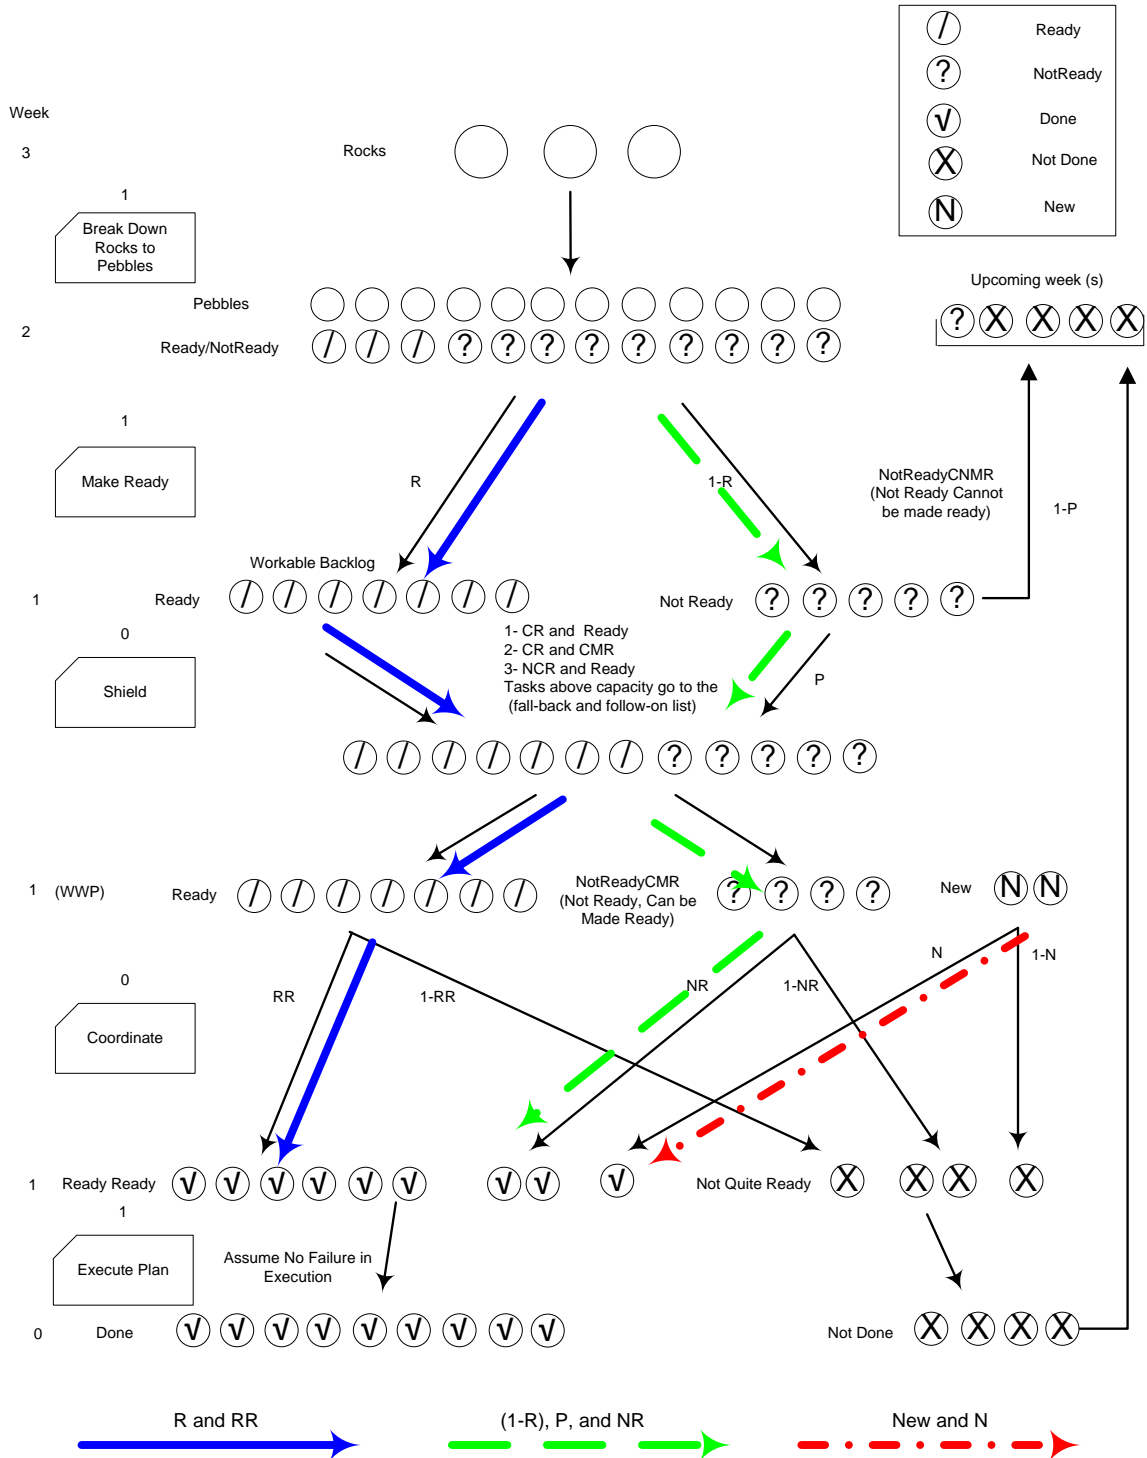 / Ready
? NotReady
√ Done
X Not Done
N New
Week
3
Rocks
1
Break Down
Rocks to
Pebbles
Upcoming week (s)
? X X X X
Pebbles
2
Ready/NotReady
/ / / ? ? ? ? ? ? ? ? ?
1
Make Ready
R
1-R
NotReadyCNMR
(Not Ready Cannot
be made ready)
1-P
Workable Backlog
1
Ready
/ / / / / / /
Not Ready
? ? ? ? ?
0
Shield
1- CR and Ready
2- CR and CMR
3- NCR and Ready
Tasks above capacity go to the
(fall-back and follow-on list)
P
/ / / / / / / ? ? ? ? ?
1 (WWP)
Ready
/ / / / / / /
NotReadyCMR
(Not Ready, Can be
Made Ready)
? ? ? ?
New
N N
0
Coordinate
RR
1-RR
NR
1-NR
N
1-N
1
Ready Ready
√ √ √ √ √ √ √ √ √
Not Quite Ready
X X X X
1
Execute Plan
Assume No Failure in
Execution
0
Done
√ √ √ √ √ √ √ √ √
Not Done
X X X X
R and RR
(1-R), P, and NR
New and N